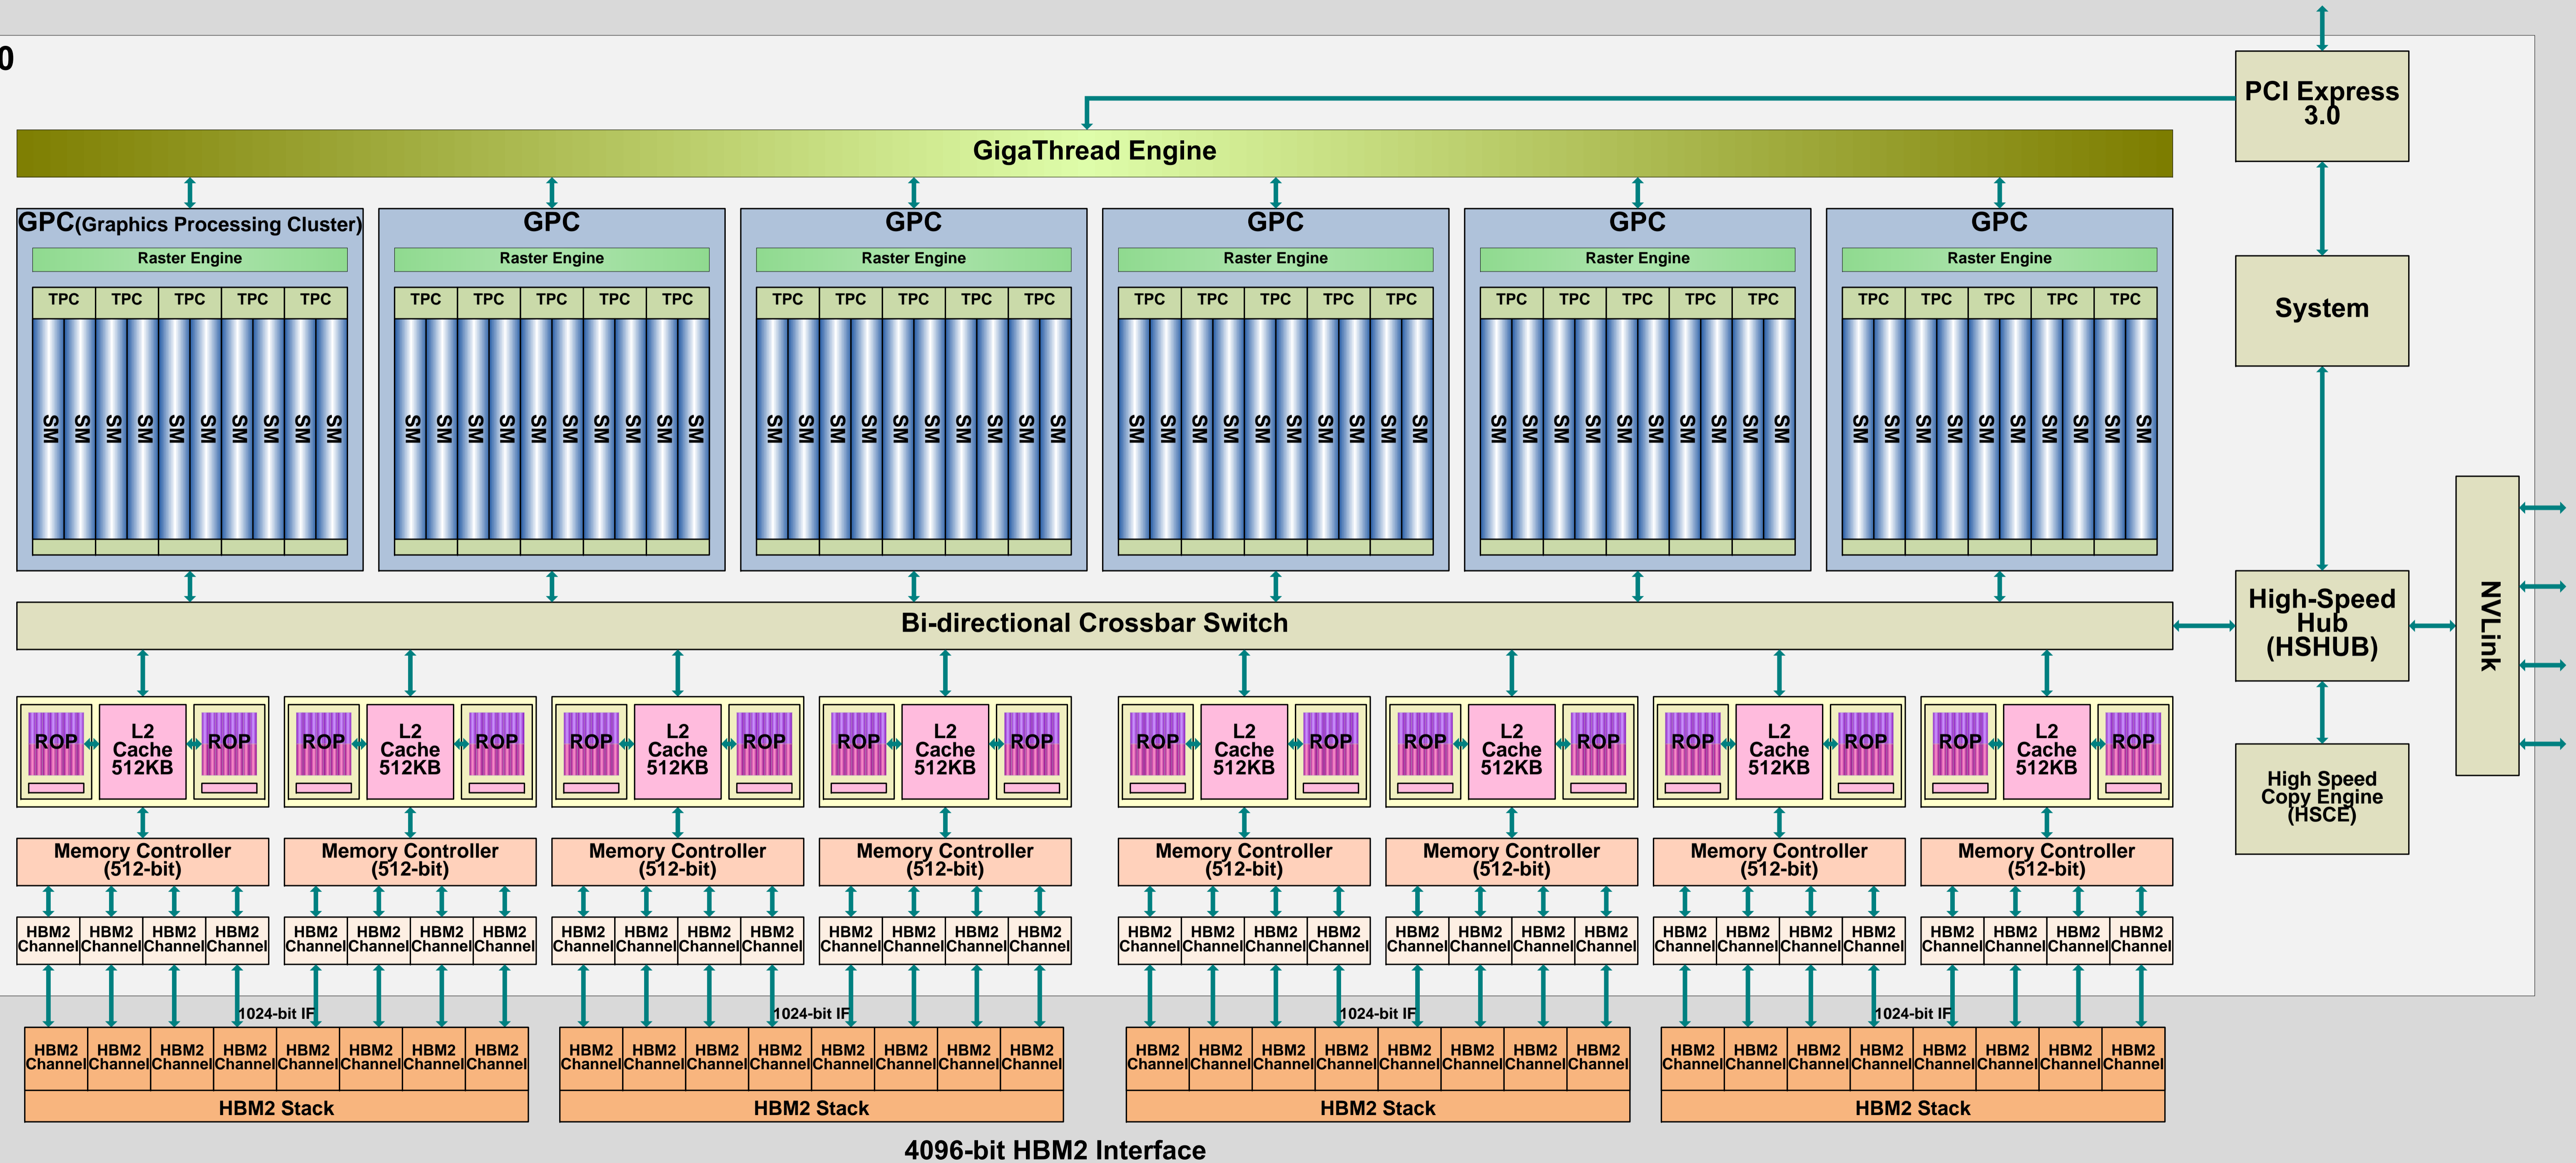 0
PCI Express
3.0
GigaThread Engine
GPC(Graphics Processing Cluster) GPC GPC GPC GPC GPC
Raster Engine Raster Engine Raster Engine Raster Engine Raster Engine Raster Engine
TPC TPC TPC TPC TPC TPC TPC TPC TPC TPC TPC TPC TPC TPC TPC TPC TPC TPC TPC TPC TPC TPC TPC TPC TPC TPC TPC TPC TPC TPC
System
SM SM SM SM SM SM SM SM SM SM SM SM SM SM SM SM SM SM SM SM SM SM SM SM SM SM SM SM SM SM SM SM SM SM SM SM SM SM SM SM SM SM SM SM SM SM SM SM SM SM SM SM SM SM SM SM SM SM SM SM
Bi-directional Crossbar Switch
High-Speed
Hub
(HSHUB)
NVLink
ROP L2 Cache 512KB ROP
ROP L2 Cache 512KB ROP
ROP L2 Cache 512KB ROP
ROP L2 Cache 512KB ROP
ROP L2 Cache 512KB ROP
ROP L2 Cache 512KB ROP
ROP L2 Cache 512KB ROP
ROP L2 Cache 512KB ROP
High Speed
Copy Engine
(HSCE)
Memory Controller Memory Controller Memory Controller Memory Controller Memory Controller Memory Controller Memory Controller Memory Controller
(512-bit) (512-bit) (512-bit) (512-bit) (512-bit) (512-bit) (512-bit) (512-bit)
HBM2 HBM2 HBM2 HBM2 HBM2 HBM2 HBM2 HBM2 HBM2 HBM2 HBM2 HBM2 HBM2 HBM2 HBM2 HBM2 HBM2 HBM2 HBM2 HBM2 HBM2 HBM2 HBM2 HBM2 HBM2 HBM2 HBM2 HBM2 HBM2 HBM2 HBM2 HBM2
Channel Channel Channel Channel Channel Channel Channel Channel Channel Channel Channel Channel Channel Channel Channel Channel Channel Channel Channel Channel Channel Channel Channel Channel Channel Channel Channel Channel Channel Channel Channel Channel
1024-bit IF 1024-bit IF 1024-bit IF 1024-bit IF
HBM2 HBM2 HBM2 HBM2 HBM2 HBM2 HBM2 HBM2 HBM2 HBM2 HBM2 HBM2 HBM2 HBM2 HBM2 HBM2 HBM2 HBM2 HBM2 HBM2 HBM2 HBM2 HBM2 HBM2 HBM2 HBM2 HBM2 HBM2 HBM2 HBM2 HBM2 HBM2
Channel Channel Channel Channel Channel Channel Channel Channel Channel Channel Channel Channel Channel Channel Channel Channel Channel Channel Channel Channel Channel Channel Channel Channel Channel Channel Channel Channel Channel Channel Channel Channel
HBM2 Stack HBM2 Stack HBM2 Stack HBM2 Stack
4096-bit HBM2 Interface